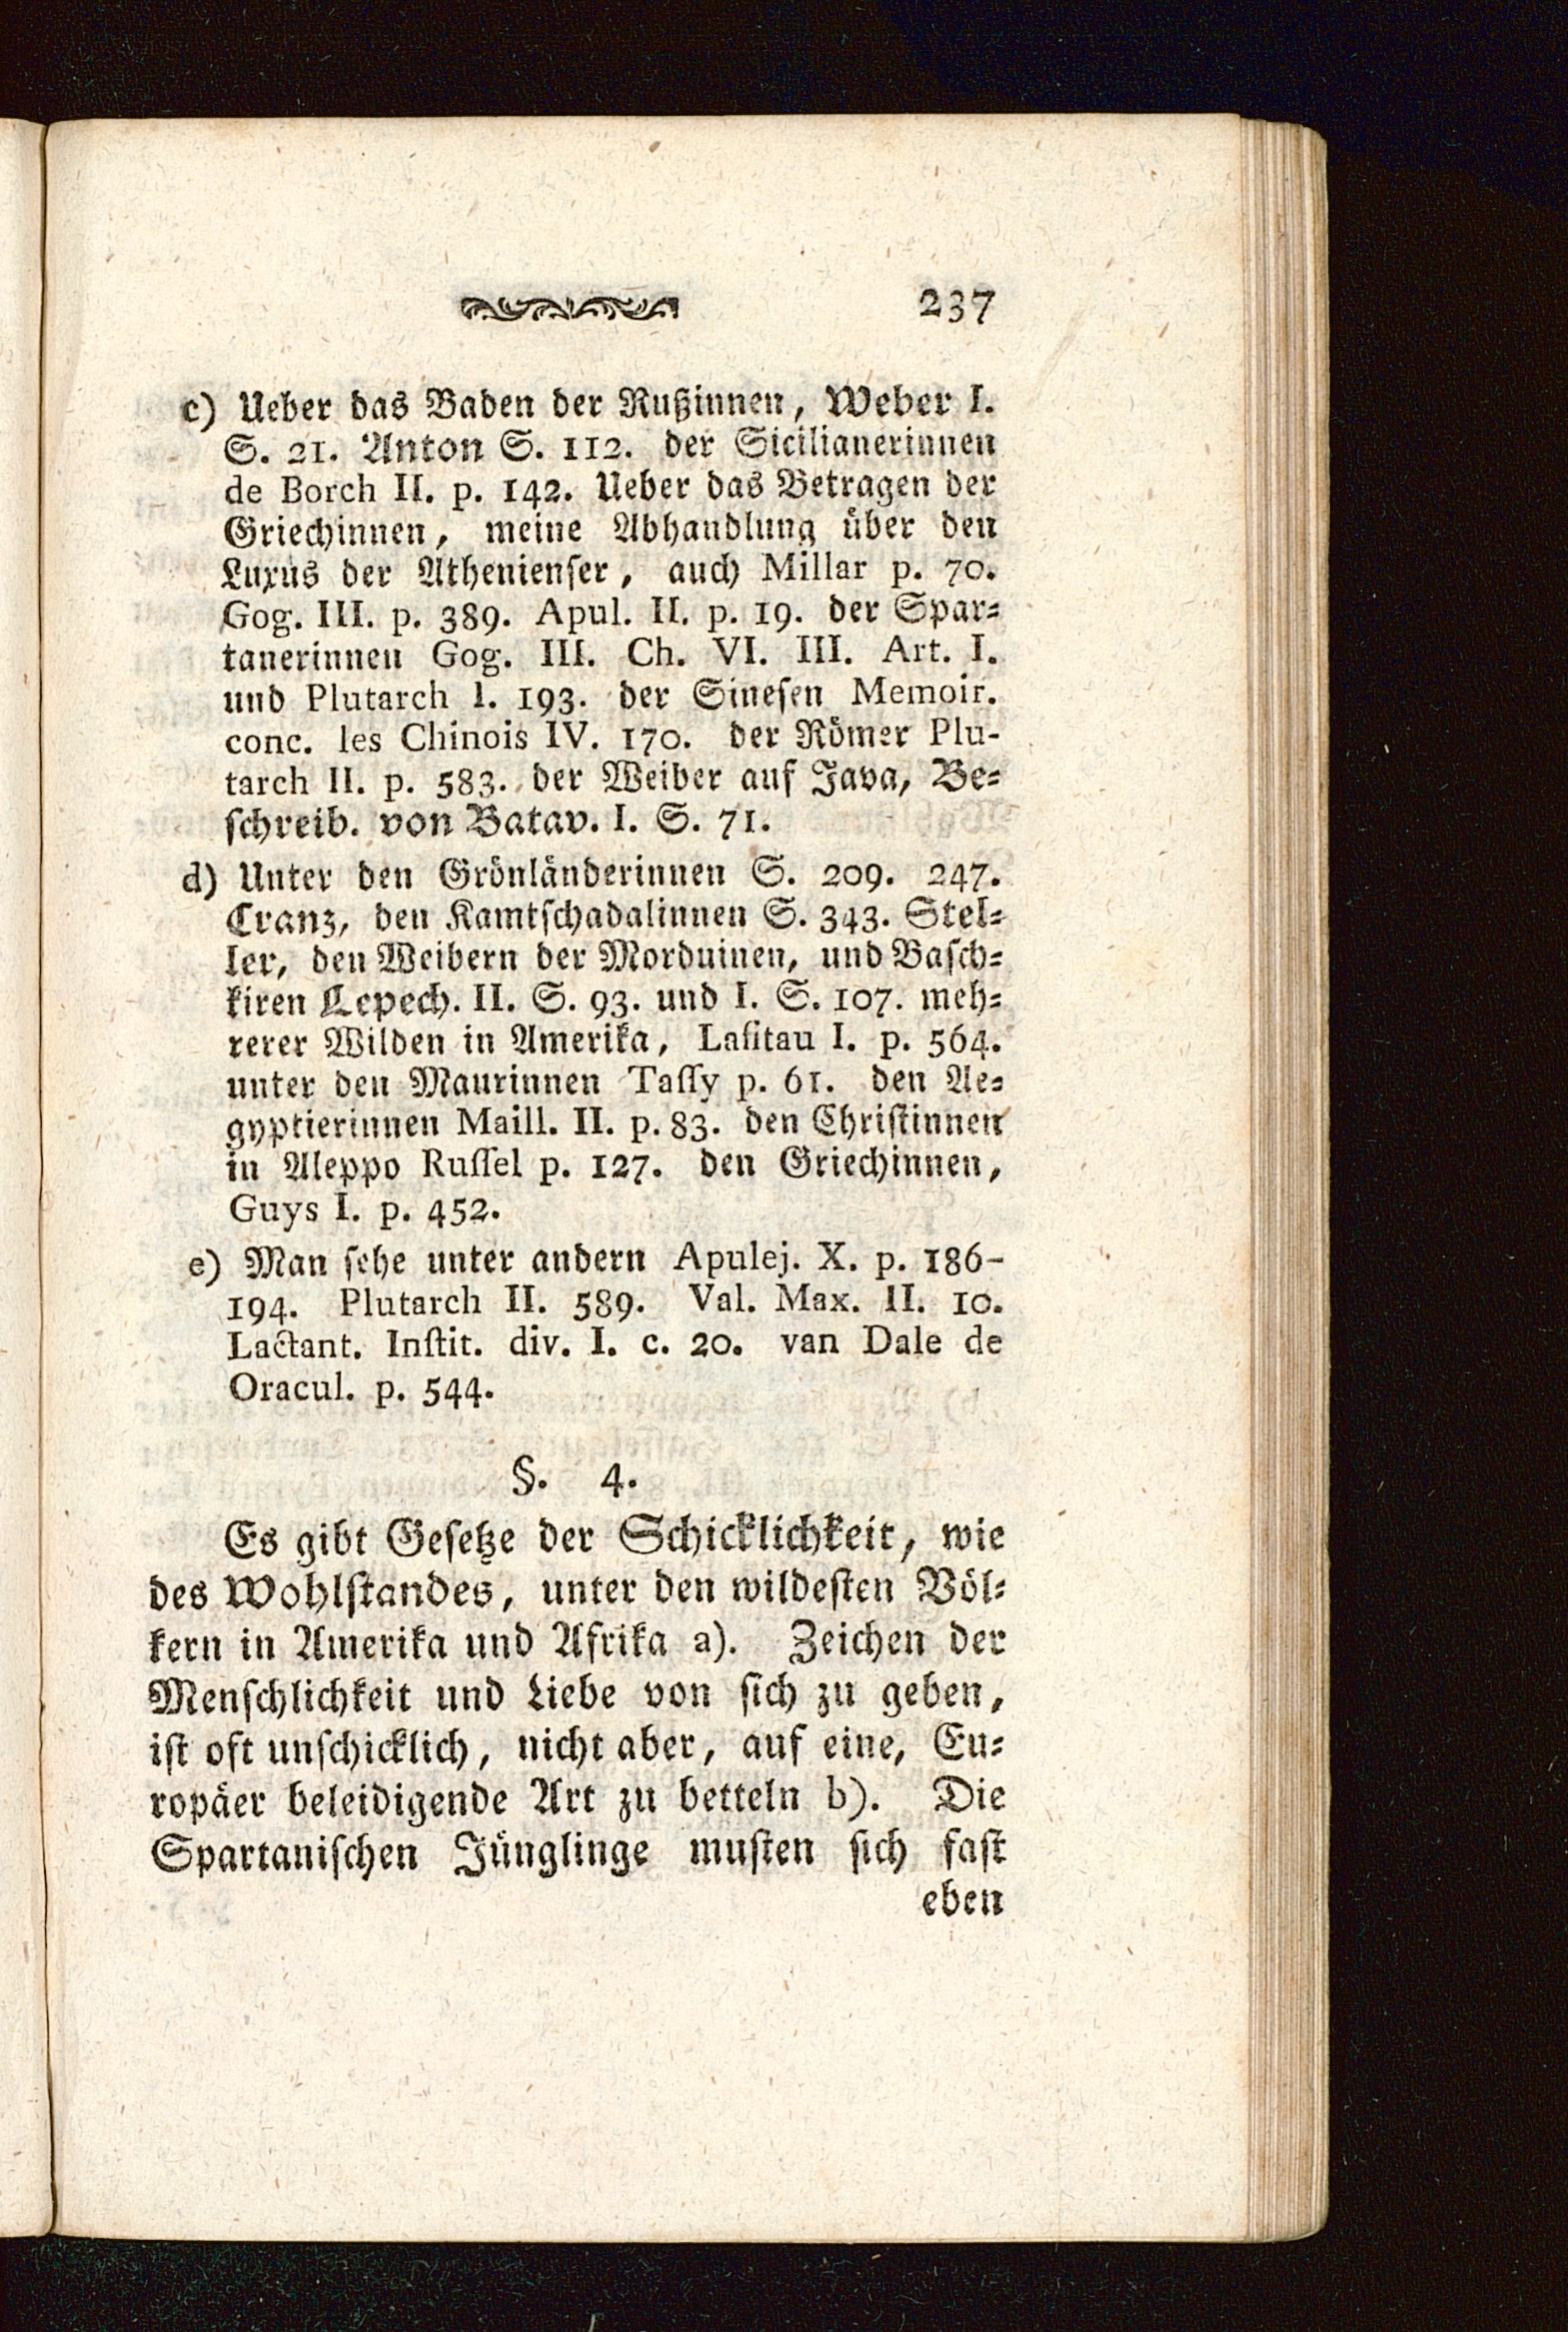 237
c) Ueber das Baden der Rußinnen, Weber I.
S. 21. Anton S. 112. der Sicilianerinnen
de Borch II. p. 142. Ueber das Betragen der
Griechinnen, meine Abhandlung über den
Luxus der Athenienser, auch Millar p. 70.
Gog. III. p. 389. Apul. II. p. 19. der Spar⸗
tanerinnen Gog. III. Ch. VI. III. Art. I.
und Plutarch I. 193. der Sinesen Memoir.
conc. les Chinois IV. 170. der Römer Plu-
tarch II. p. 583. der Weiber auf Java, Be⸗
schreib. von Batav. I. S. 71.
d) Unter den Grönländerinnen S. 209. 247.
Cranz, den Kamtschadalinnen S. 343. Stel⸗
ler, den Weibern der Morduinen, und Basch⸗
kiren Lepech. II. S. 93. und I. S. 107. meh⸗
rerer Wilden in Amerika, Lafitau I. p. 564.
unter den Maurinnen Tassy p. 61. den Ae⸗
gyptierinnen Maill. II. p. 83. den Christinnen
in Aleppo Russel p. 127. den Griechinnen,
Guys I. p. 452.
e) Man sehe unter andern Apulej. X. p. 186-
194. Plutarch II. 589. Val. Max. II. 10.
Lactant. Instit. div. I. c. 20. van Dale de
Oracul. p. 544.
§. 4.
Es gibt Gesetze der Schicklichkeit, wie
des Wohlstandes, unter den wildesten Völ⸗
kern in Amerika und Afrika a). Zeichen der
Menschlichkeit und Liebe von sich zu geben,
ist oft unschicklich, nicht aber, auf eine, Eu⸗
ropäer beleidigende Art zu betteln b). Die
Spartanischen Jünglinge musten sich fast
eben